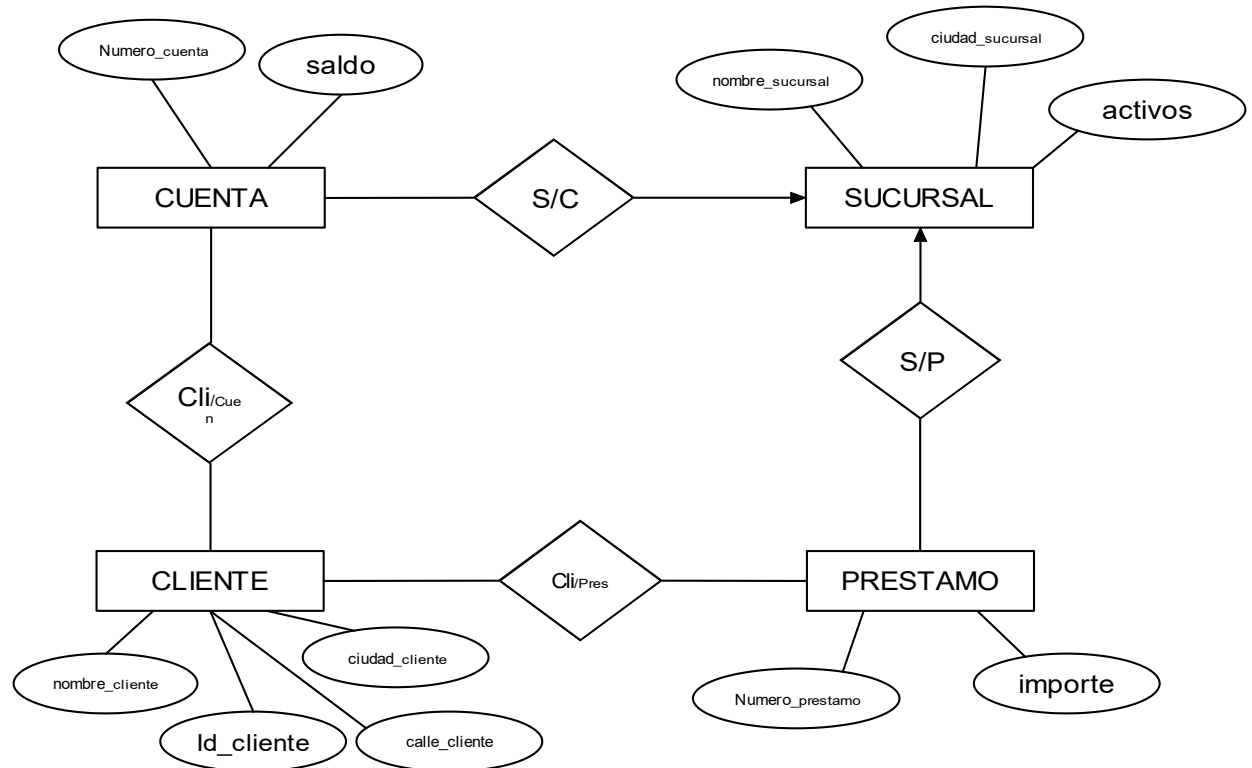 Numero_cuenta
saldo
nombre_sucursal
ciudad_sucursal
activos
CUENTA
S/C
SUCURSAL
S/P
Cli/Cue
n
CLIENTE
Cli/Pres
PRESTAMO
nombre_cliente
Id_cliente
calle_cliente
ciudad_cliente
Numero_prestamo
importe